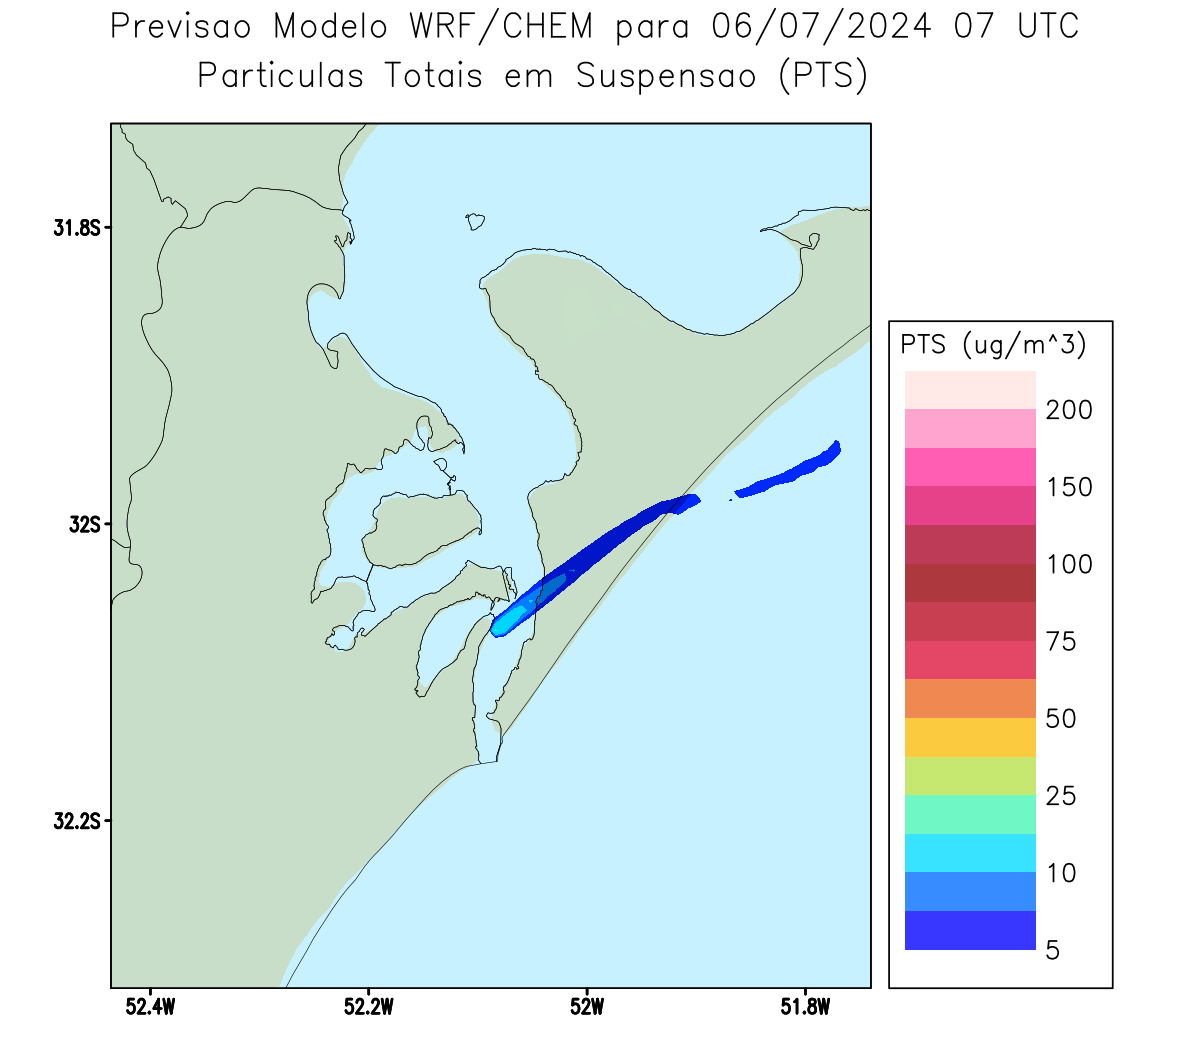 Previsao Modelo WRF/CHEM para 06/07/2024 07 UTC
Particulas Totais em Suspensao (PTS)
31.8S
32S
32.2S
52.4W
52.2W
52W
51.8W
PTS (ug/m^3)
200
150
100
75
50
25
10
5